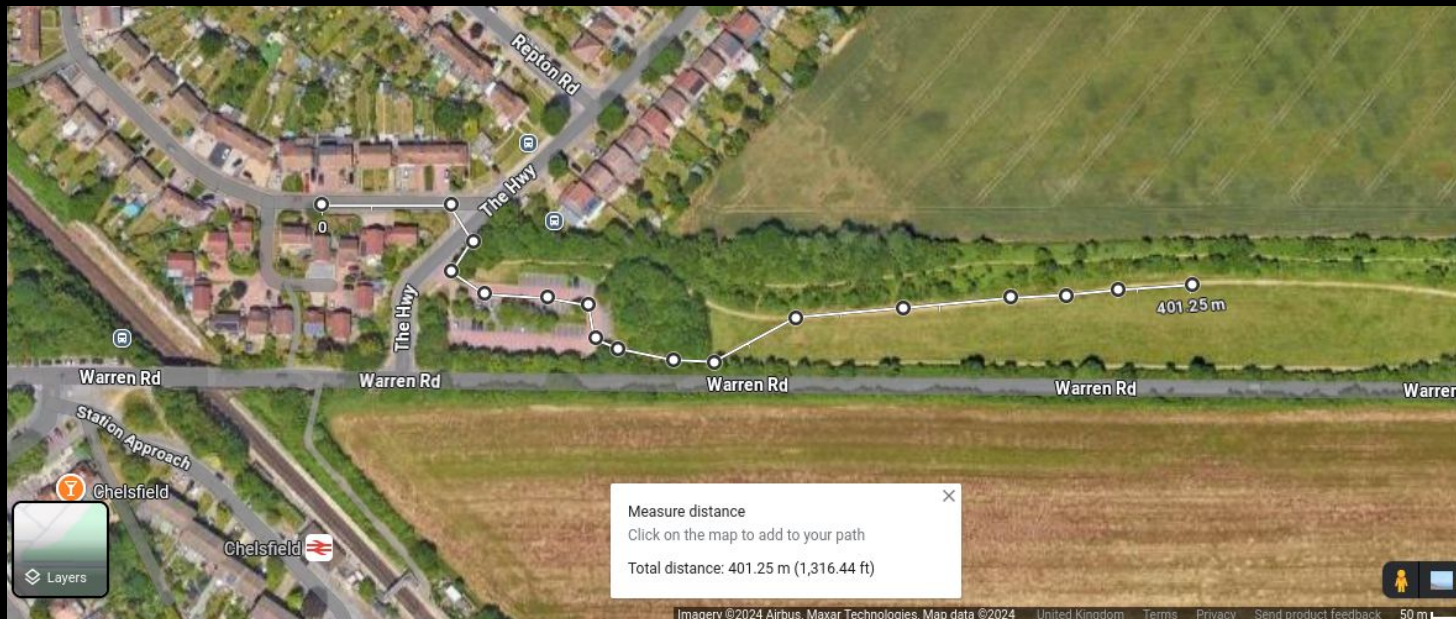 Repton Rd
The Hwy
0
The Hwy
401.25 m
Warren Rd
Warren Rd
Warren Rd
Warren Rd
Warren
Station Approach
Chelsfield
Chelsfield
Layers
Measure distance
Click on the map to add to your path
Total distance: 401.25 m (1,316.44 ft)
Imagery ©2024 Airbus, Maxar Technologies, Map data ©2024 United Kingdom Terms Privacy Send product feedback 50 m